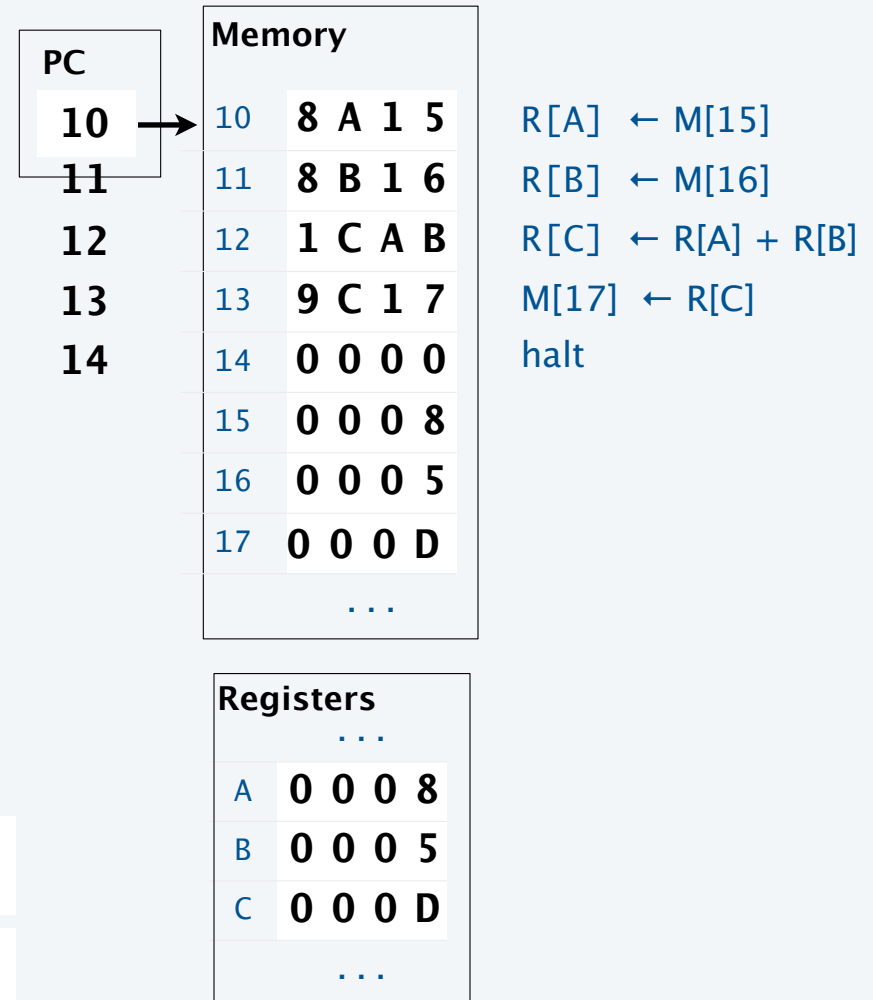 Memory
PC
10 → 10 8 A 1 5 R[A] ← M[15]
11 11 8 B 1 6 R[B] ← M[16]
12 12 1 C A B R[C] ← R[A] + R[B]
13 13 9 C 1 7 M[17] ← R[C]
14 14 0 0 0 0 halt
15 0 0 0 8
16 0 0 0 5
17 0 0 0 D
...
Registers
...
A 0 0 0 8
B 0 0 0 5
C 0 0 0 D
...